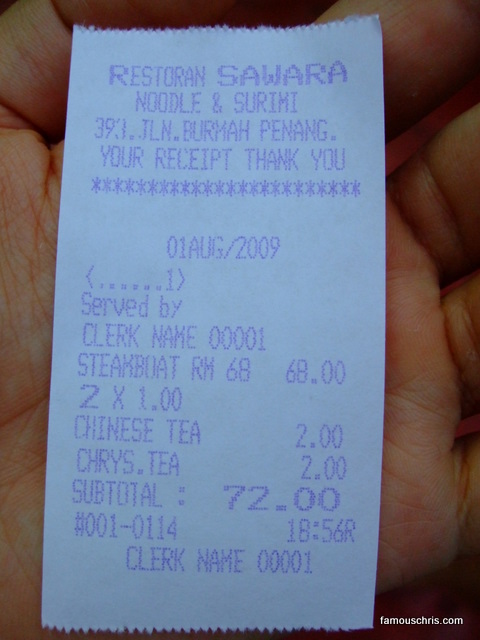 RESTORAN SAWARA
NOODLE & SURIMI
393.JLN.BURMAH PENANG.
YOUR RECEIPT THANK YOU
************************
01AUG/2009
(......1)
Served by
CLERK NAME 00001
STEAMBOAT RM 68 68.00
2 X 1.00
CHINESE TEA 2.00
CHRYS.TEA 2.00
SUBTOTAL : 72.00
#001-0114 18:56R
CLERK NAME 00001
famouschris.com